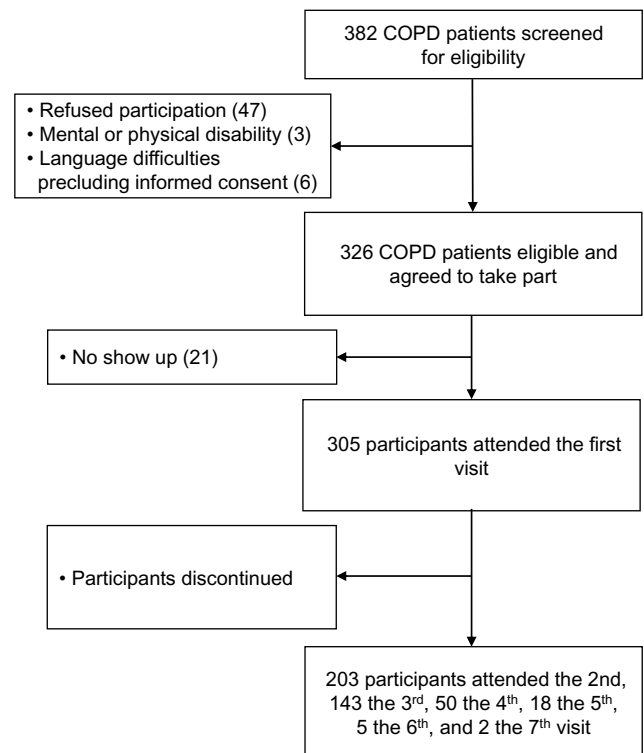 382 COPD patients screened
for eligibility
• Refused participation (47)
• Mental or physical disability (3)
• Language difficulties
precluding informed consent (6)
326 COPD patients eligible and
agreed to take part
• No show up (21)
305 participants attended the first
visit
• Participants discontinued
203 participants attended the 2nd,
143 the 3rd, 50 the 4th, 18 the 5th,
5 the 6th, and 2 the 7th visit